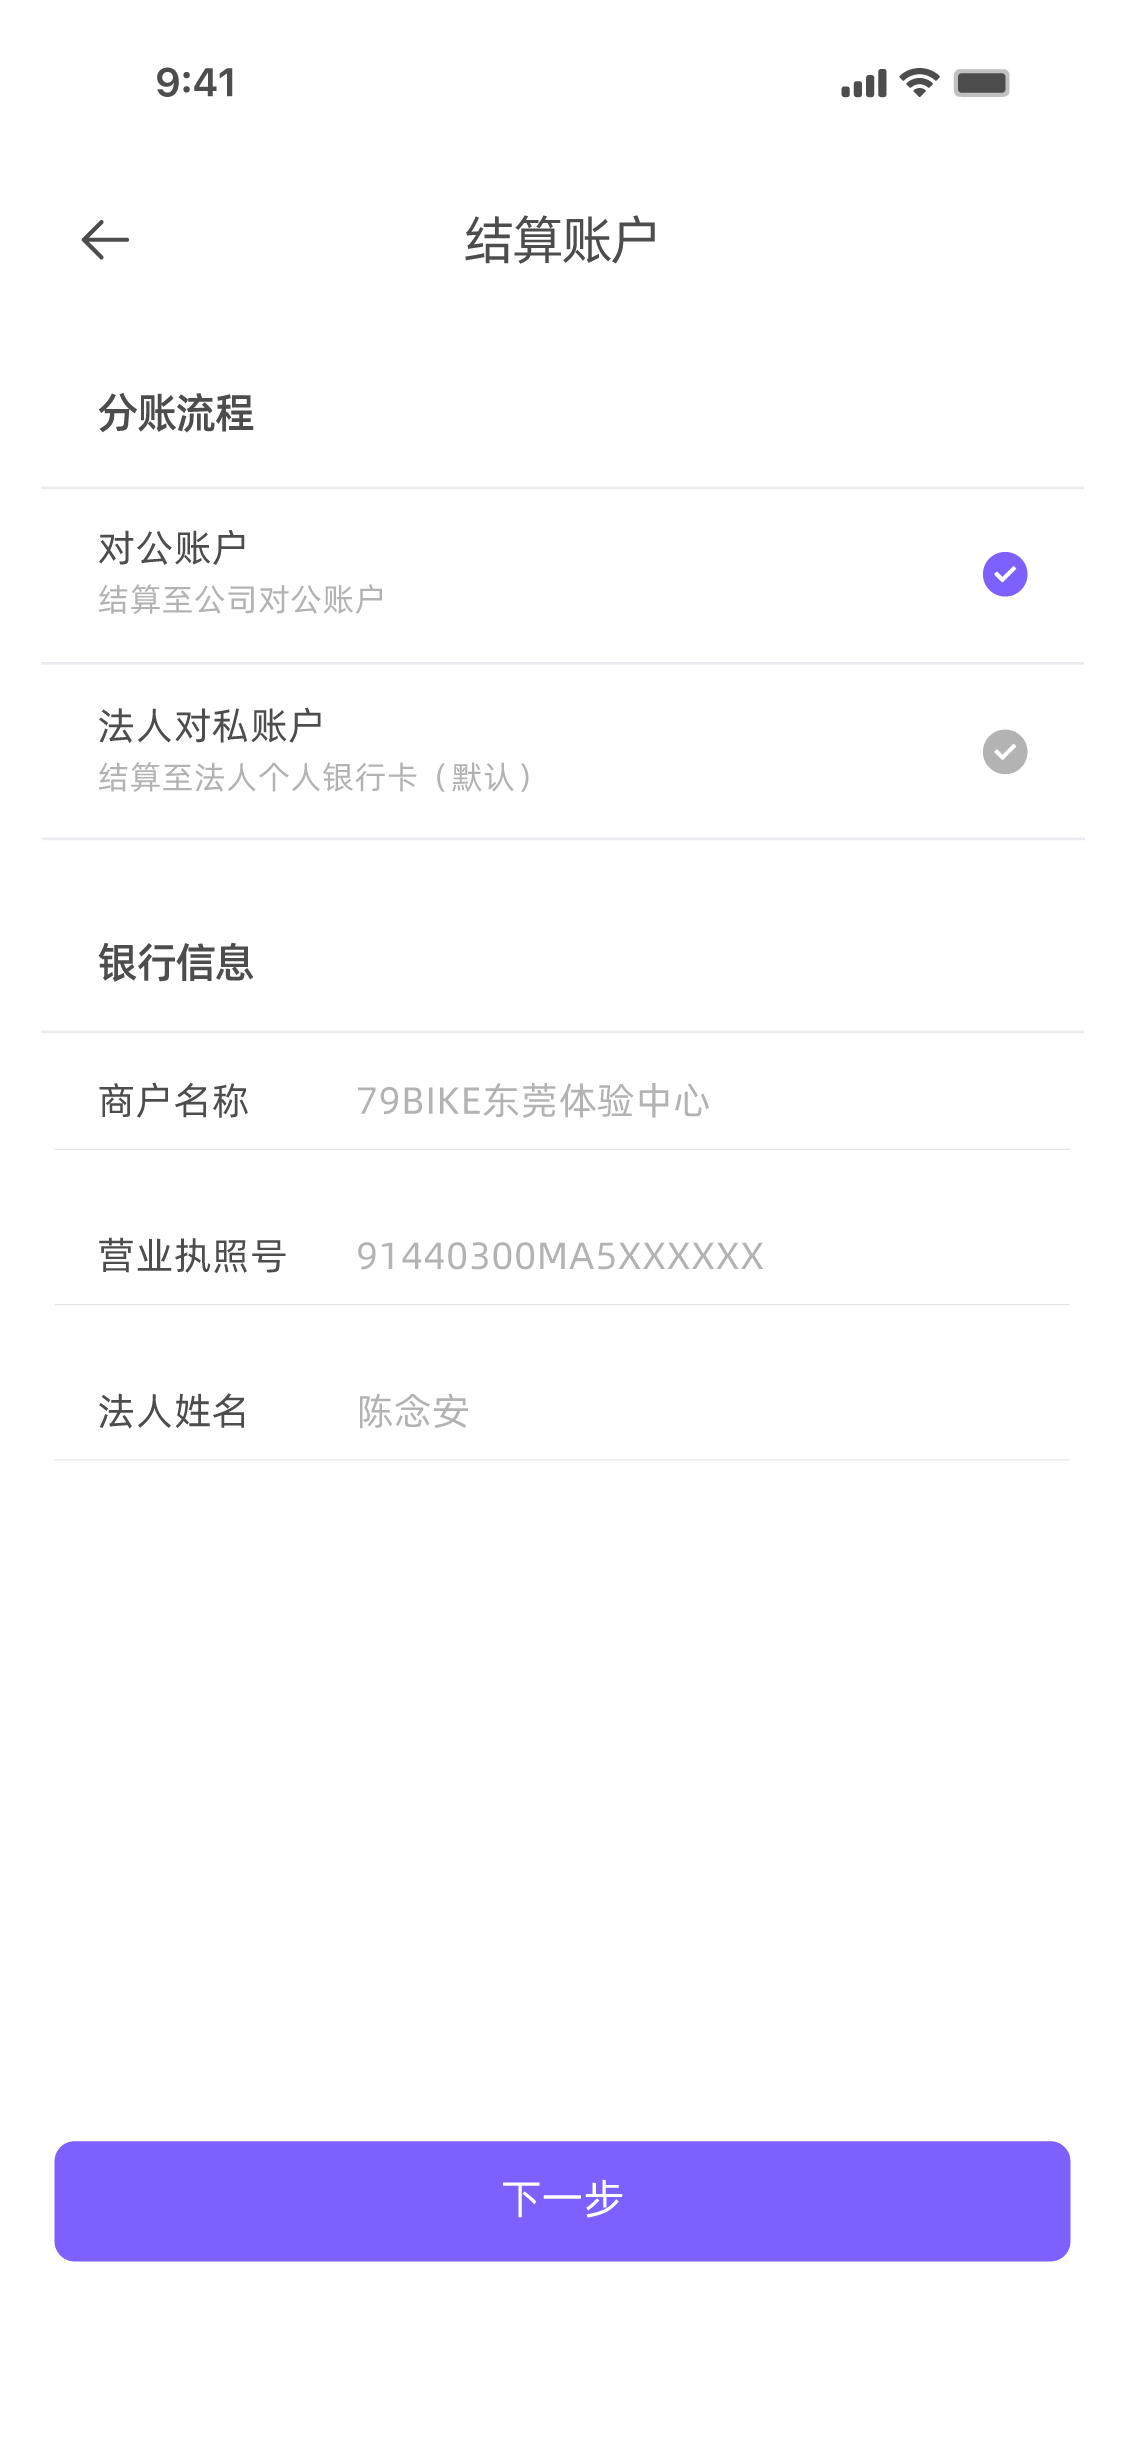 9:41
结算账户
分账流程
对公账户
结算至公司对公账户
法人对私账户
结算至法人个人银行卡（默认）
银行信息
商户名称 79BIKE东莞体验中心
营业执照号 91440300MA5XXXXXX
法人姓名 陈念安
下一步